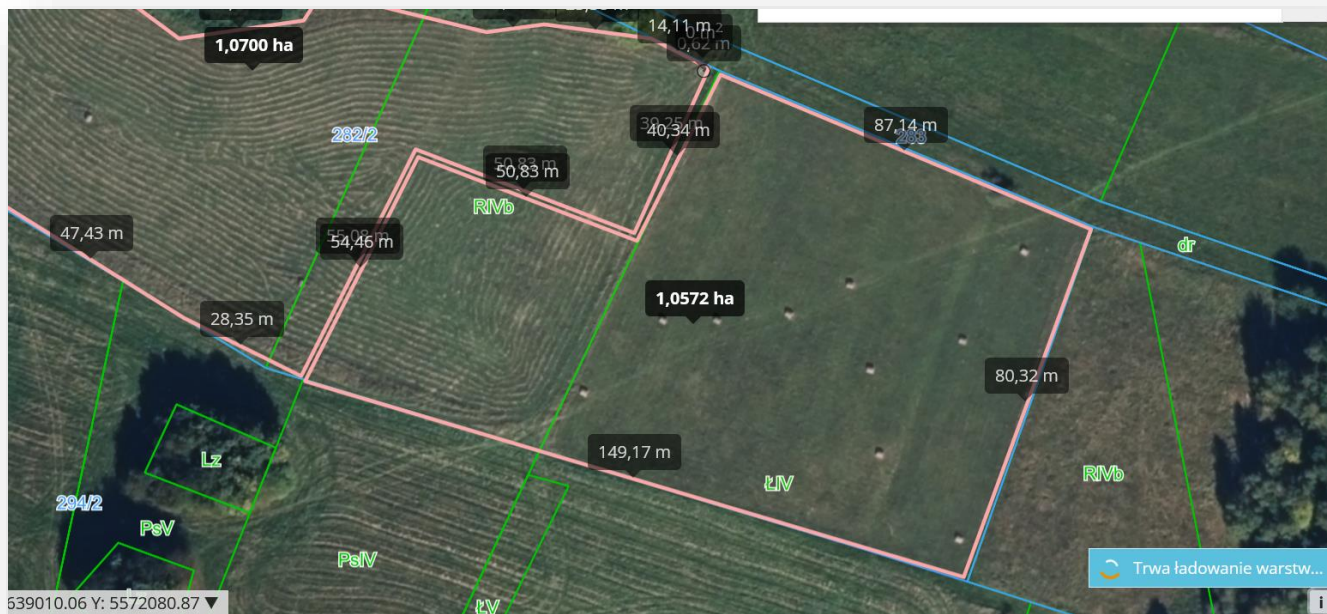 14,11 m
0,62 m
1,0700 ha
282/2
39,25 m
40,34 m
87,14 m
288
50,83 m
50,83 m
RIVb
47,43 m
55,08 m
54,46 m
dr
1,0572 ha
28,35 m
80,32 m
149,17 m
Lz
RIVb
ŁIV
294/2
PsV
PsIV
Trwa ładowanie warstw...
639010.06 Y: 5572080.87 ▼
ŁV
i